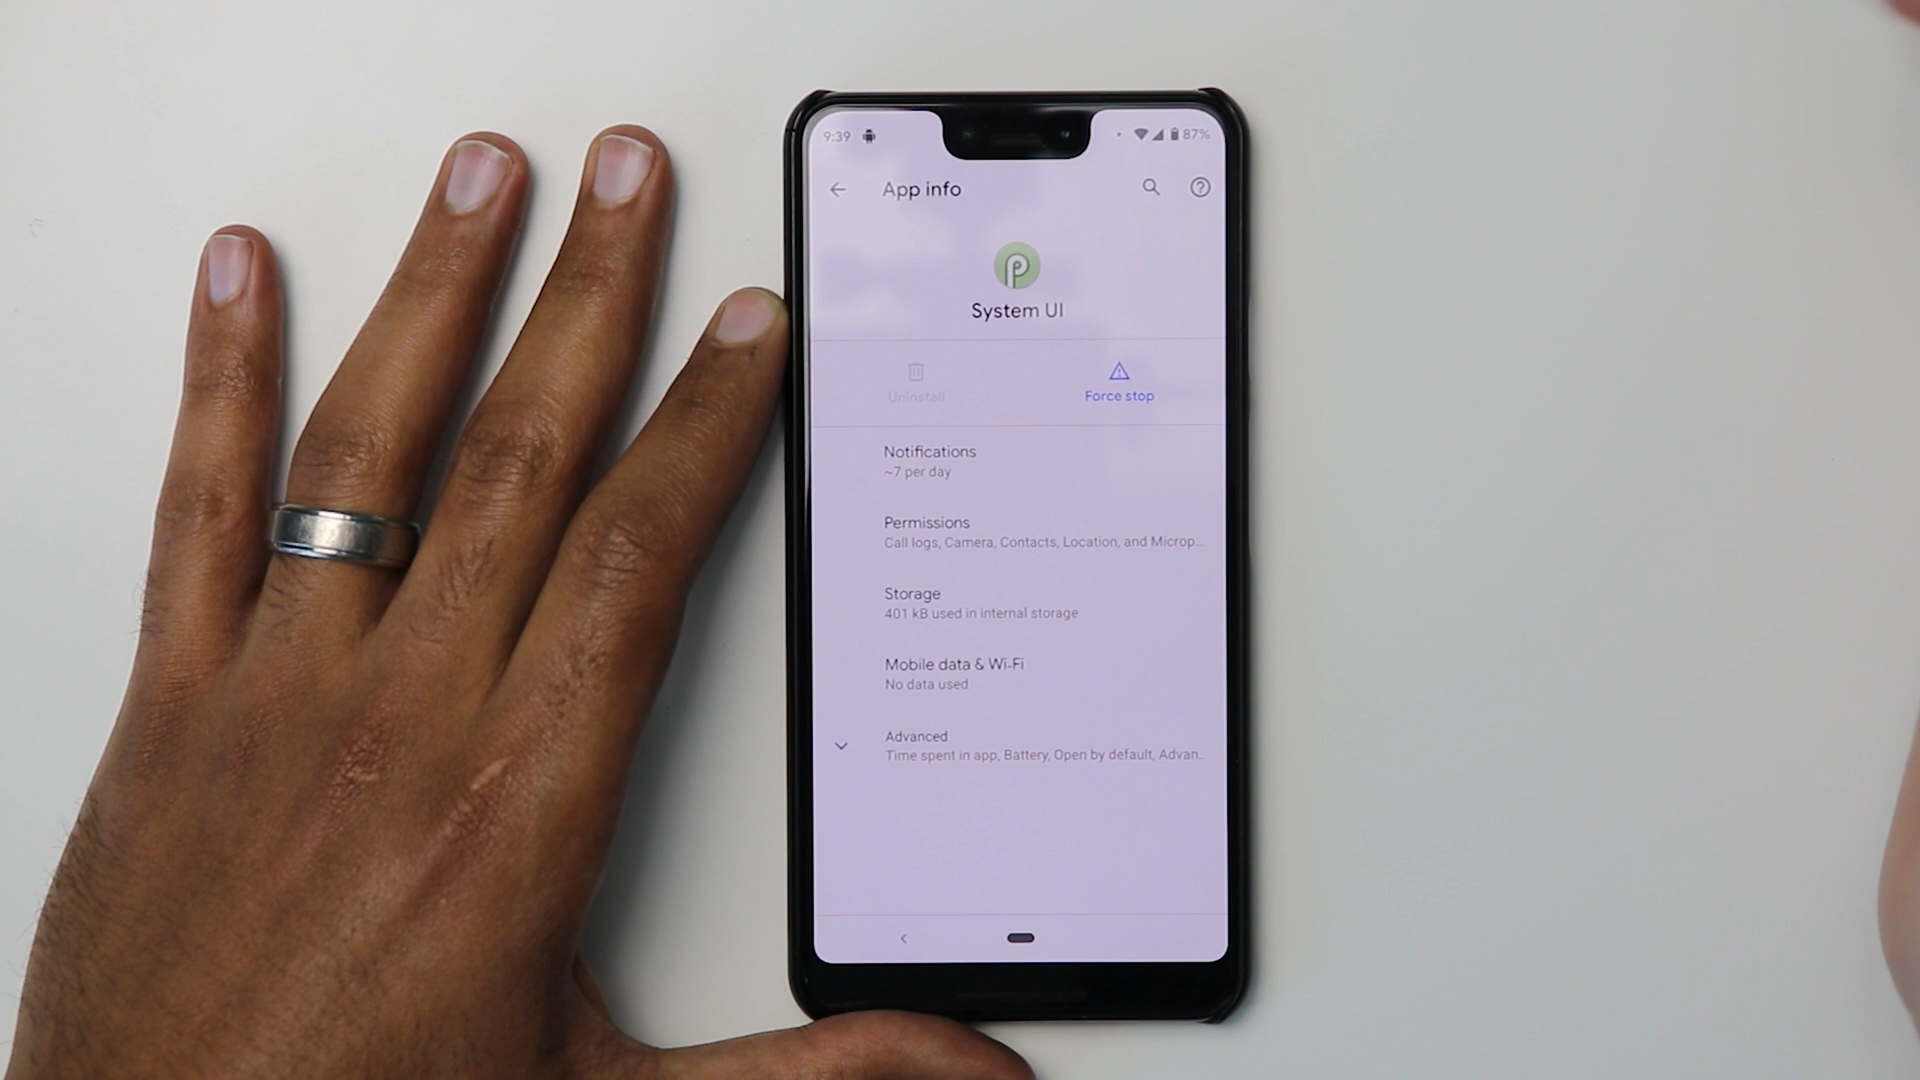 9:39
87%
App info
System UI
Uninstall
Force stop
Notifications
~7 per day
Permissions
Call logs, Camera, Contacts, Location, and Microp...
Storage
401 kB used in internal storage
Mobile data & Wi-Fi
No data used
Advanced
Time spent in app, Battery, Open by default, Advan..